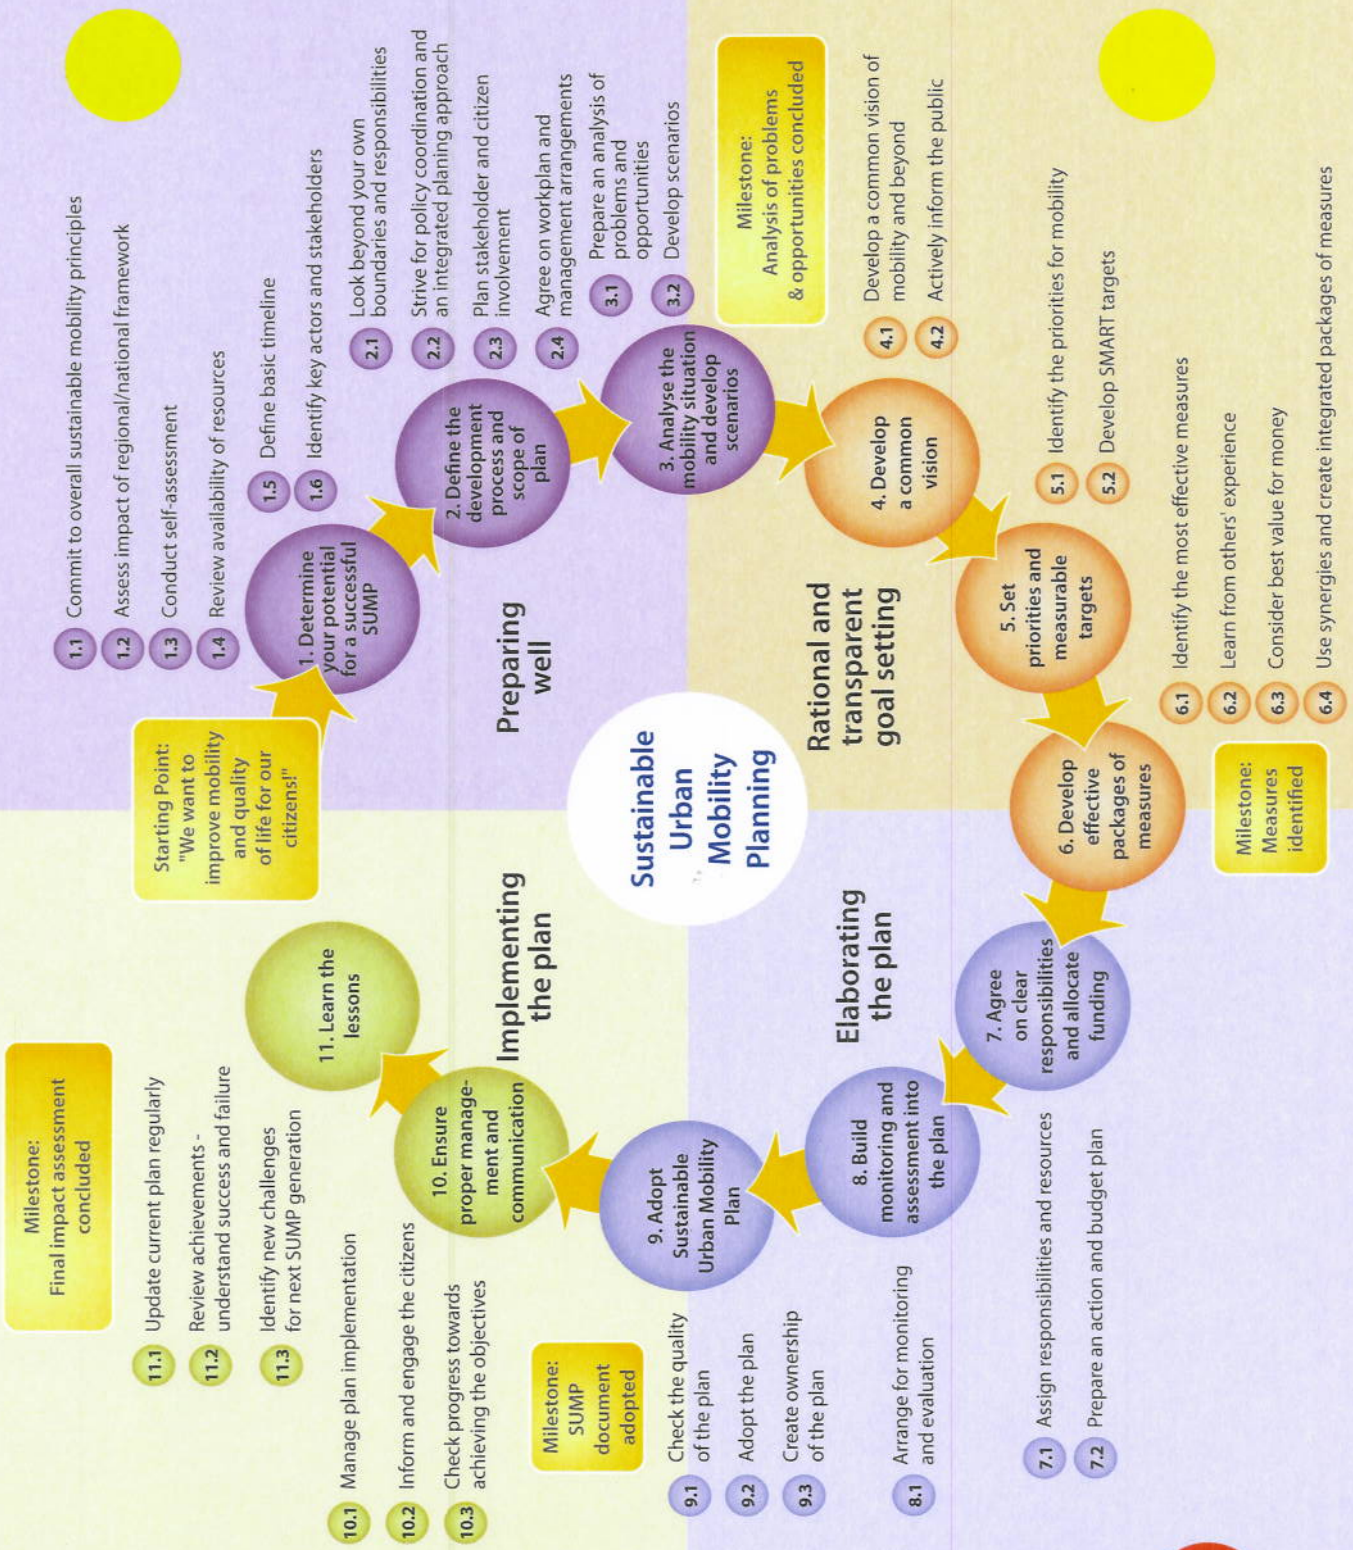 Starting Point:
"We want to
improve mobility
and quality
of life for our
citizens!"
1. Determine
your potential
for a successful
SUMP
1.1 Commit to overall sustainable mobility principles
1.2 Assess impact of regional/national framework
1.3 Conduct self-assessment
1.4 Review availability of resources
1.5 Define basic timeline
1.6 Identify key actors and stakeholders
2. Define the
development
process and
scope of
plan
2.1 Look beyond your own
boundaries and responsibilities
2.2 Strive for policy coordination and
an integrated planing approach
2.3 Plan stakeholder and citizen
involvement
2.4 Agree on workplan and
management arrangements
3. Analyse the
mobility situation
and develop
scenarios
3.1 Prepare an analysis of
problems and
opportunities
3.2 Develop scenarios
Preparing
well
Milestone:
Analysis of problems
& opportunities concluded
4. Develop
a common
vision
4.1 Develop a common vision of
mobility and beyond
4.2 Actively inform the public
5. Set
priorities and
measurable
targets
5.1 Identify the priorities for mobility
5.2 Develop SMART targets
6. Develop
effective
packages of
measures
6.1 Identify the most effective measures
6.2 Learn from others' experience
6.3 Consider best value for money
6.4 Use synergies and create integrated packages of measures
Rational and
transparent
goal seting
Milestone:
Measures
identified
Sustainable
Urban
Mobility
Planning
7. Agree
on clear
responsibilities
and allocate
funding
7.1 Assign responsibilities and resources
7.2 Prepare an action and budget plan
8. Build
monitoring and
assessment into
the plan
8.1 Arrange for monitoring
and evaluation
9. Adopt
Sustainable
Urban Mobility
Plan
9.1 Check the quality
of the plan
9.2 Adopt the plan
9.3 Create ownership
of the plan
Elaborating
the plan
Milestone:
SUMP
document
adopted
10. Ensure
proper manage-
ment and
communication
10.1 Manage plan implementation
10.2 Inform and engage the citizens
10.3 Check progress towards
achieving the objectives
11. Learn the
lessons
11.1 Update current plan regularly
11.2 Review achievements -
understand success and failure
11.3 Identify new challenges
for next SUMP generation
Implementing
the plan
Milestone:
Final impact assessment
concluded